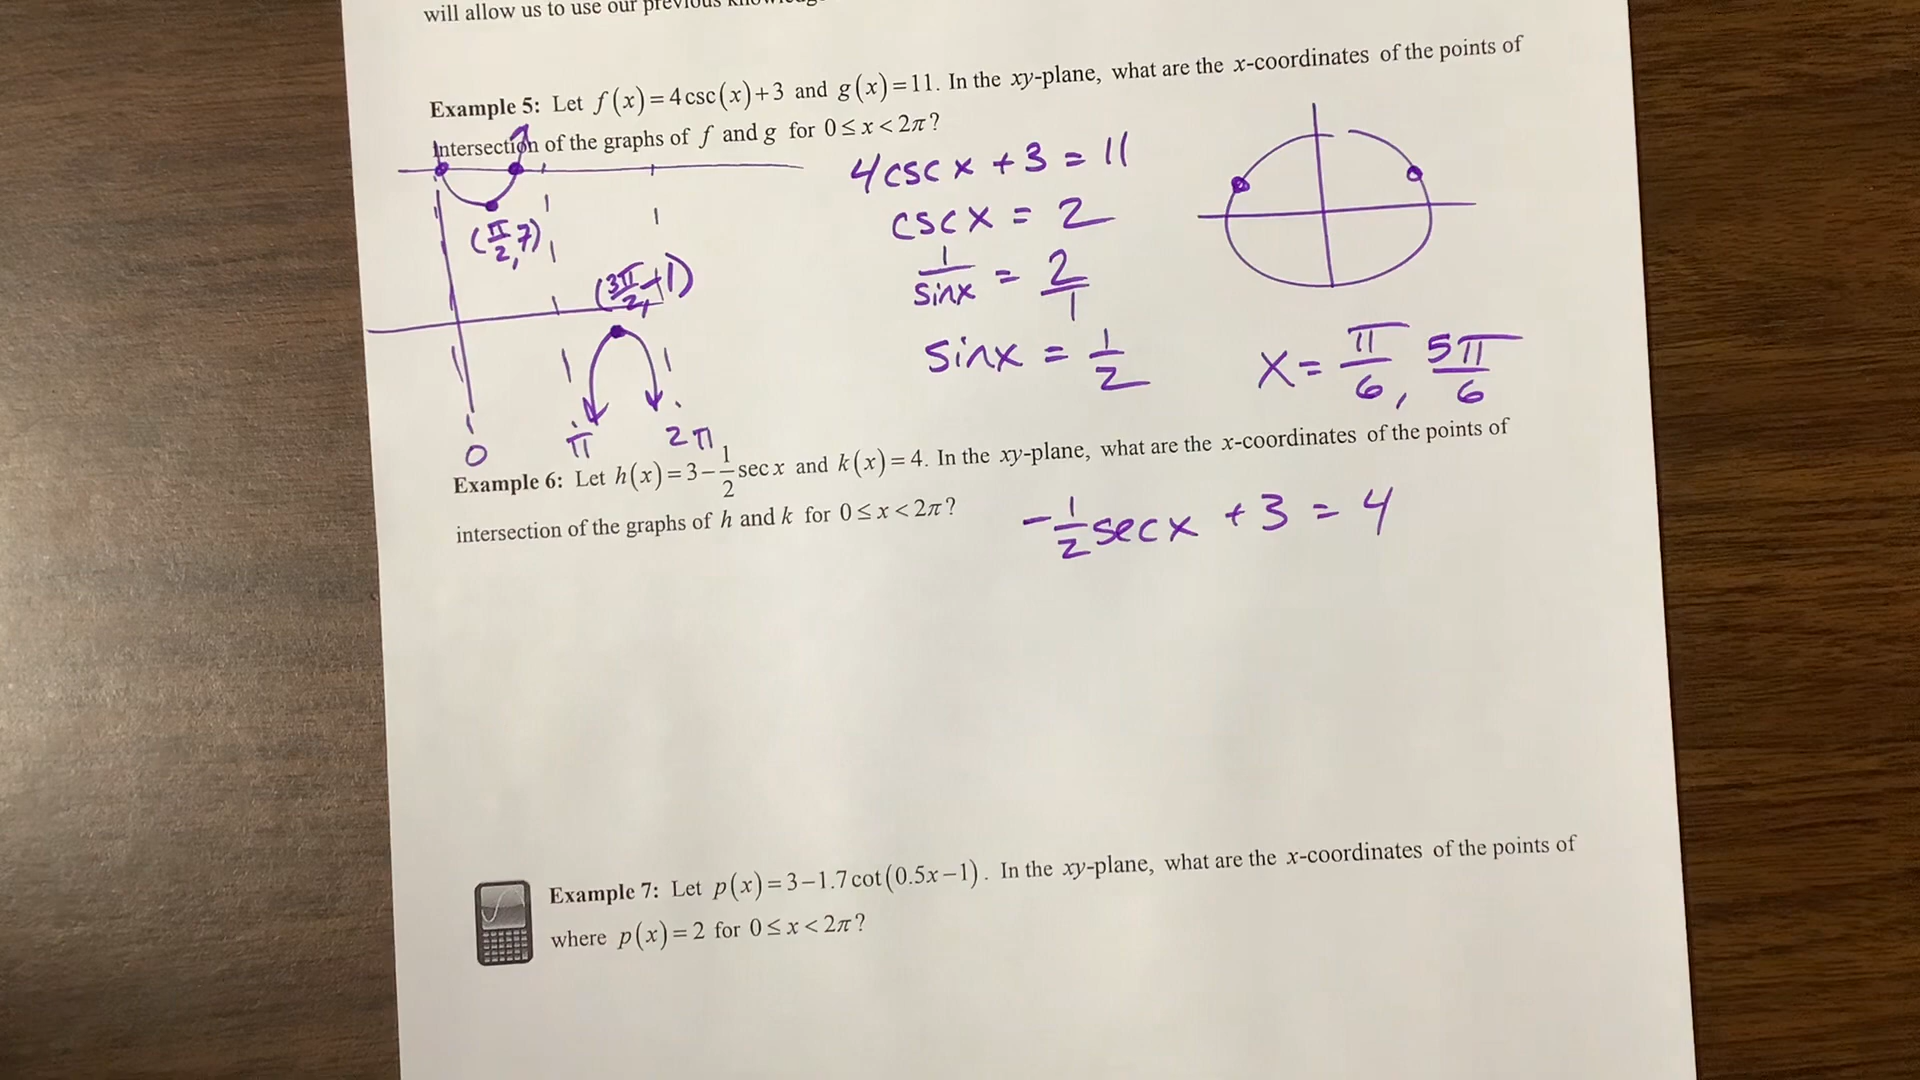 will allow us to use our previous
Example 5: Let f(x)=4csc(x)+3 and g(x)=11. In the xy-plane, what are the x-coordinates of the points of
intersection of the graphs of f and g for 0≤x<2π?
(π/2, 7)
(3π/2, -1)
0
π
2π
4cscx + 3 = 11
cscx = 2
1/sinx = 2/1
sinx = 1/2
x = π/6, 5π/6
Example 6: Let h(x)=3-1/2 sec x and k(x)=4. In the xy-plane, what are the x-coordinates of the points of
intersection of the graphs of h and k for 0≤x<2π?
-1/2 secx + 3 = 4
Example 7: Let p(x)=3-1.7cot(0.5x-1). In the xy-plane, what are the x-coordinates of the points of
where p(x)=2 for 0≤x<2π?